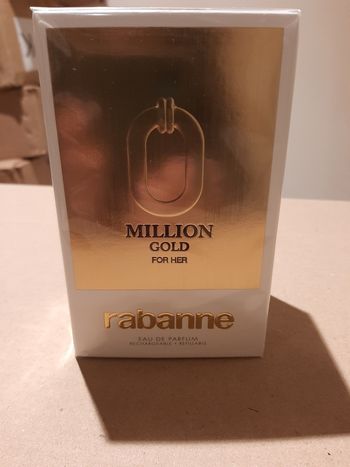 MILLION
GOLD
FOR HER
rabanne
EAU DE PARFUM
RECHARGEABLE • REFILLABLE